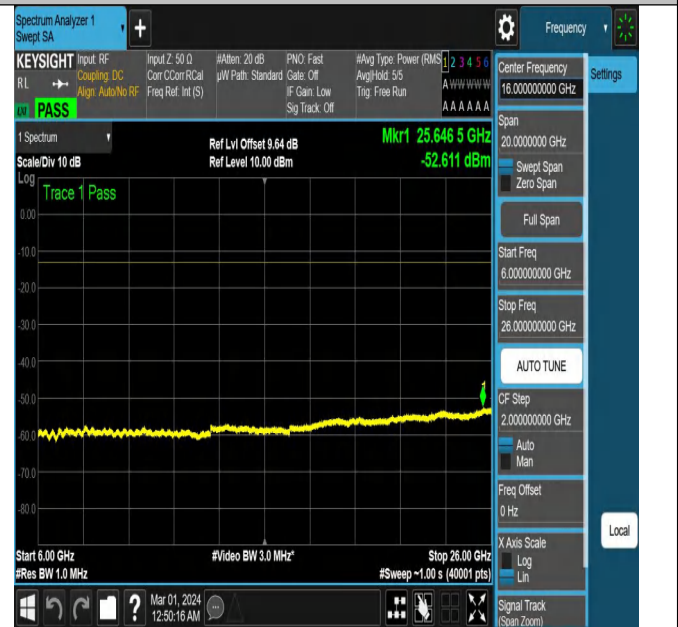 Spectrum Analyzer 1
Swept SA
Frequency
KEYSIGHT
RL
LXI
PASS
Input: RF
Coupling: DC
Align: Auto/No RF
Input Z: 50 Ω
Corr CCorr RCal
Freq Ref: Int (S)
#Atten: 20 dB
µW Path: Standard
PNO: Fast
Gate: Off
IF Gain: Low
Sig Track: Off
#Avg Type: Power (RMS
Avg|Hold: 5/5
Trig: Free Run
1 2 3 4 5 6
A W W W W W
A A A A A A
1 Spectrum
Scale/Div 10 dB
Ref Lvl Offset 9.64 dB
Ref Level 10.00 dBm
Mkr1 25.646 5 GHz
-52.611 dBm
Log
Trace 1 Pass
0.00
-10.0
-20.0
-30.0
-40.0
-50.0
-60.0
-70.0
-80.0
1
Start 6.00 GHz
#Res BW 1.0 MHz
#Video BW 3.0 MHz*
Stop 26.00 GHz
#Sweep ~1.00 s (40001 pts)
Mar 01, 2024
12:50:16 AM
Center Frequency
16.000000000 GHz
Settings
Span
20.0000000 GHz
Swept Span
Zero Span
Full Span
Start Freq
6.000000000 GHz
Stop Freq
26.000000000 GHz
AUTO TUNE
CF Step
2.000000000 GHz
Auto
Man
Freq Offset
0 Hz
X Axis Scale
Log
Lin
Local
Signal Track
(Span Zoom)